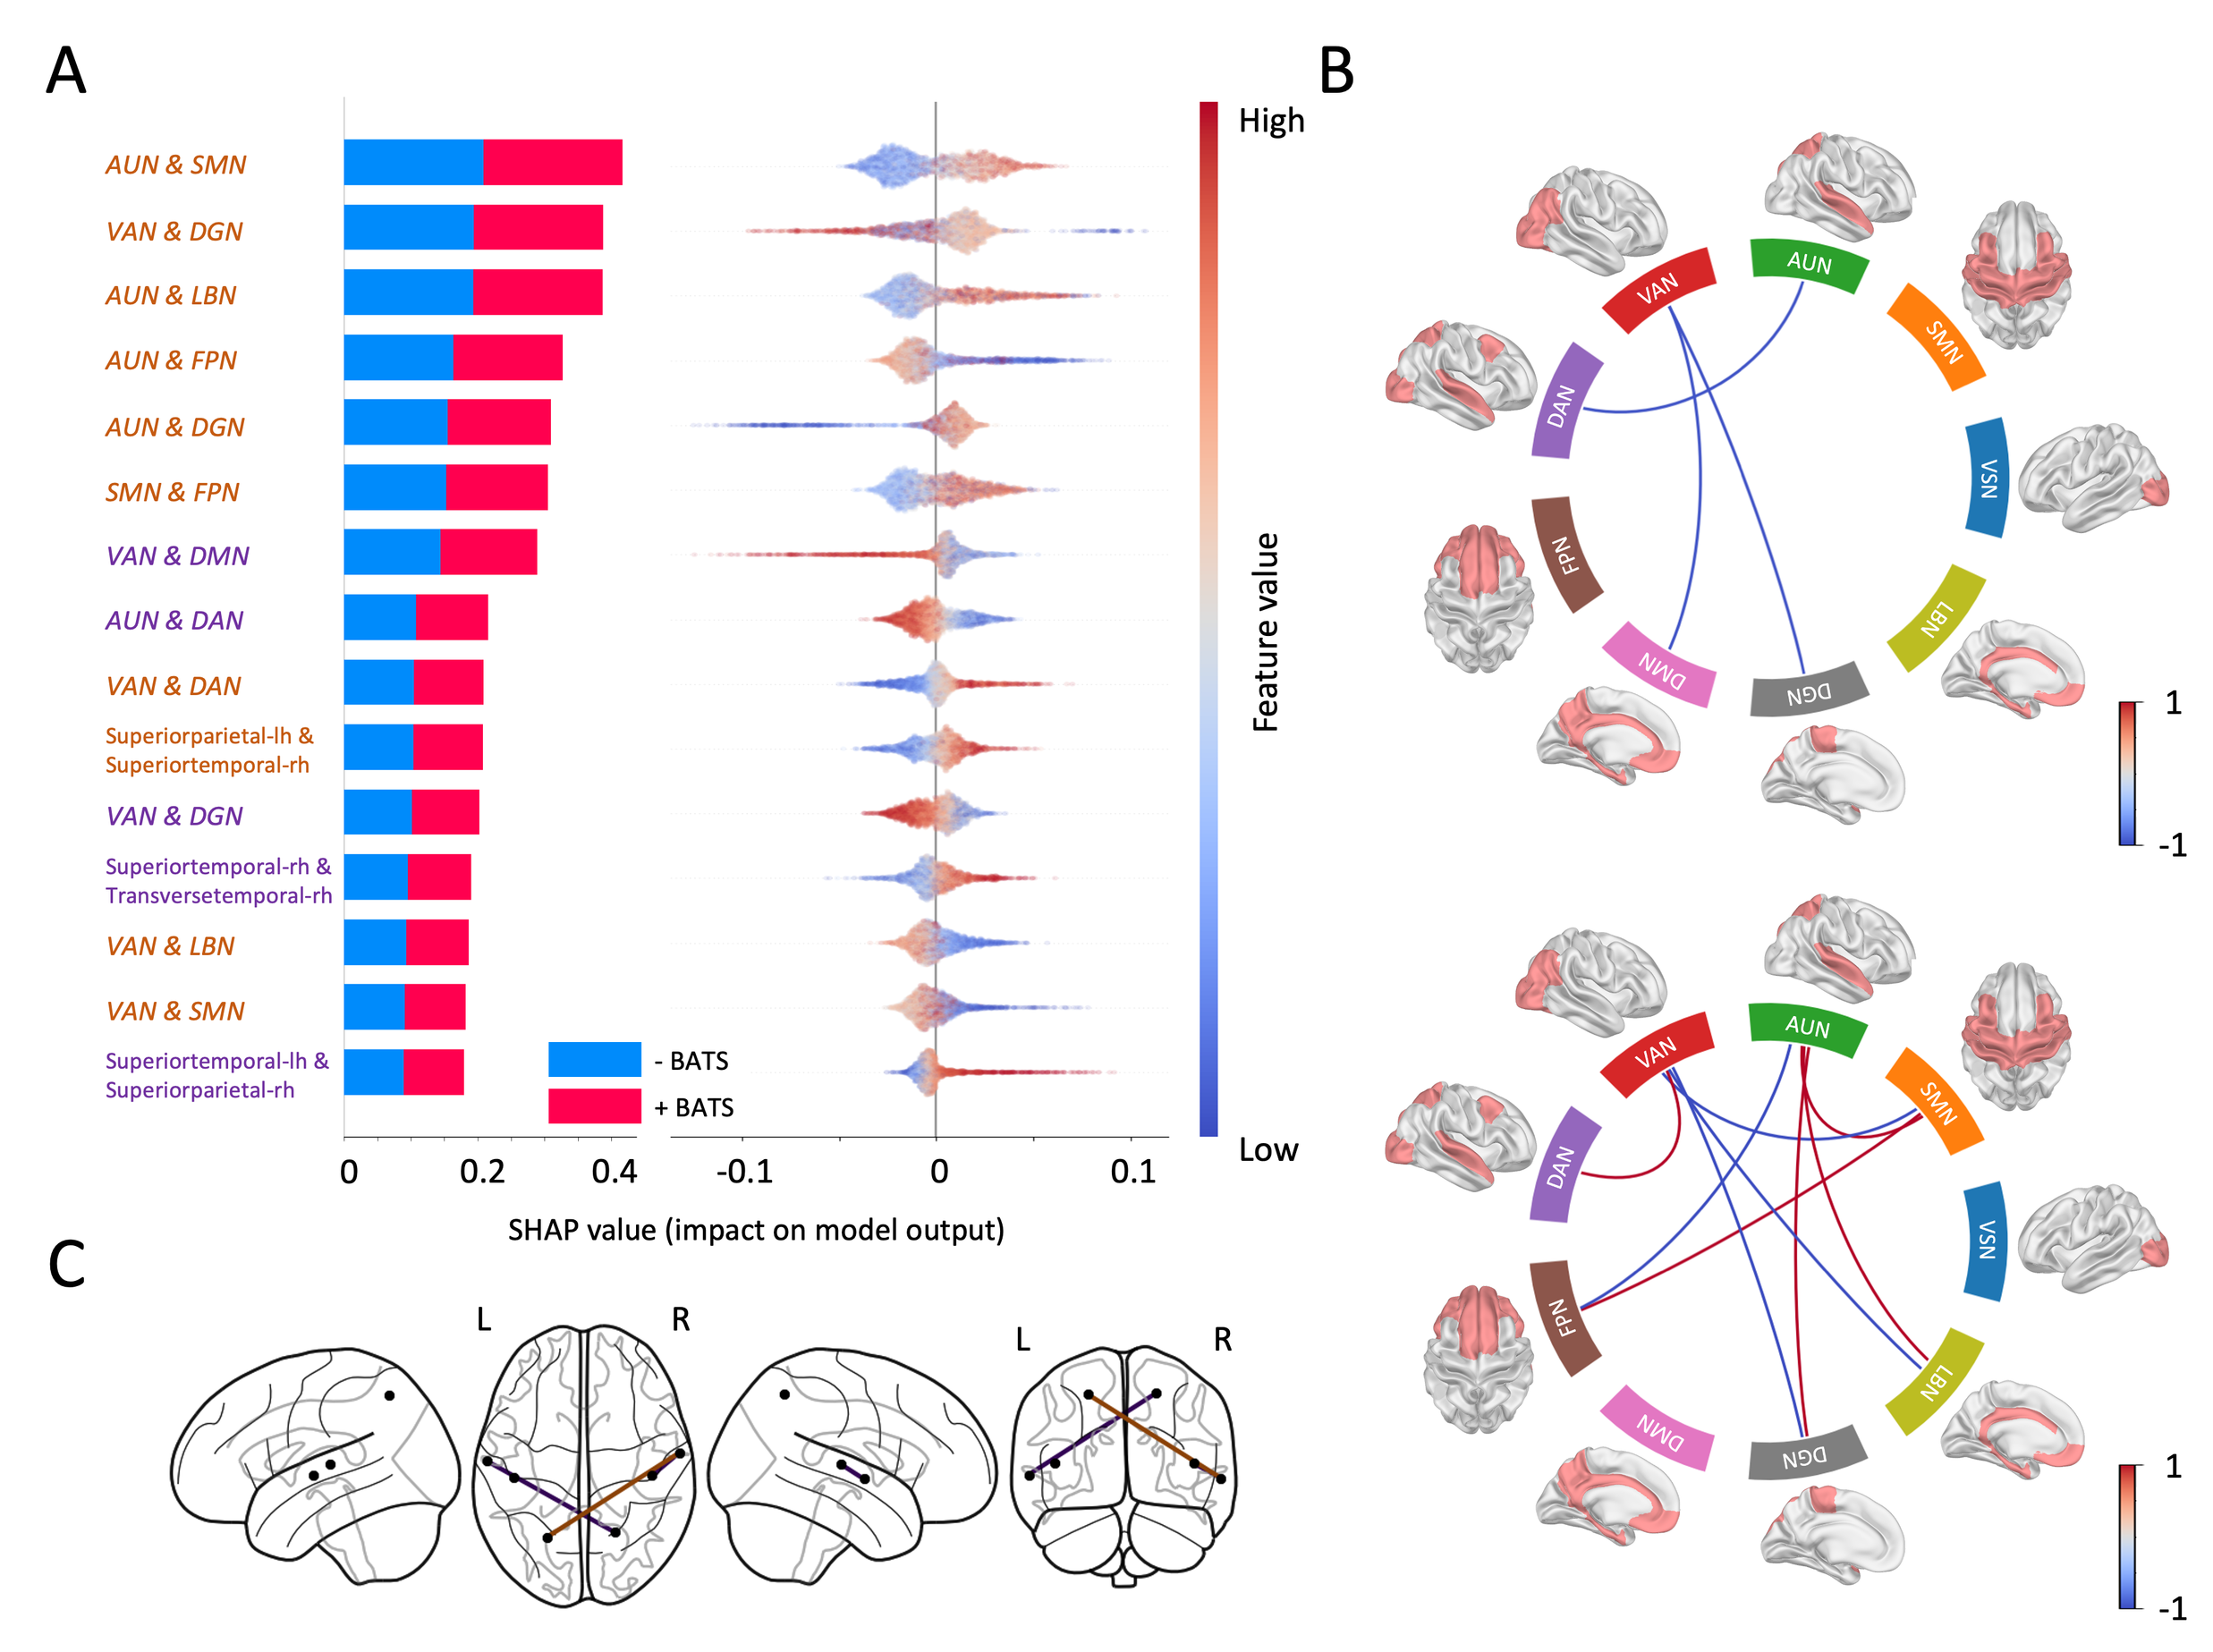 A
AUN & SMN
VAN & DGN
AUN & LBN
AUN & FPN
AUN & DGN
SMN & FPN
VAN & DMN
AUN & DAN
VAN & DAN
Superiorparietal-lh &
Superiortemporal-rh
VAN & DGN
Superiortemporal-rh &
Transversetemporal-rh
VAN & LBN
VAN & SMN
Superiortemporal-lh &
Superiorparietal-rh
- BATS
+ BATS
0
0.2
0.4
-0.1
0
0.1
SHAP value (impact on model output)
High
Feature value
Low
B
VAN
AUN
SMN
DAN
VSN
FPN
LBN
DMN
DGN
1
-1
VAN
AUN
SMN
DAN
VSN
FPN
LBN
DMN
DGN
1
-1
C
L
R
L
R